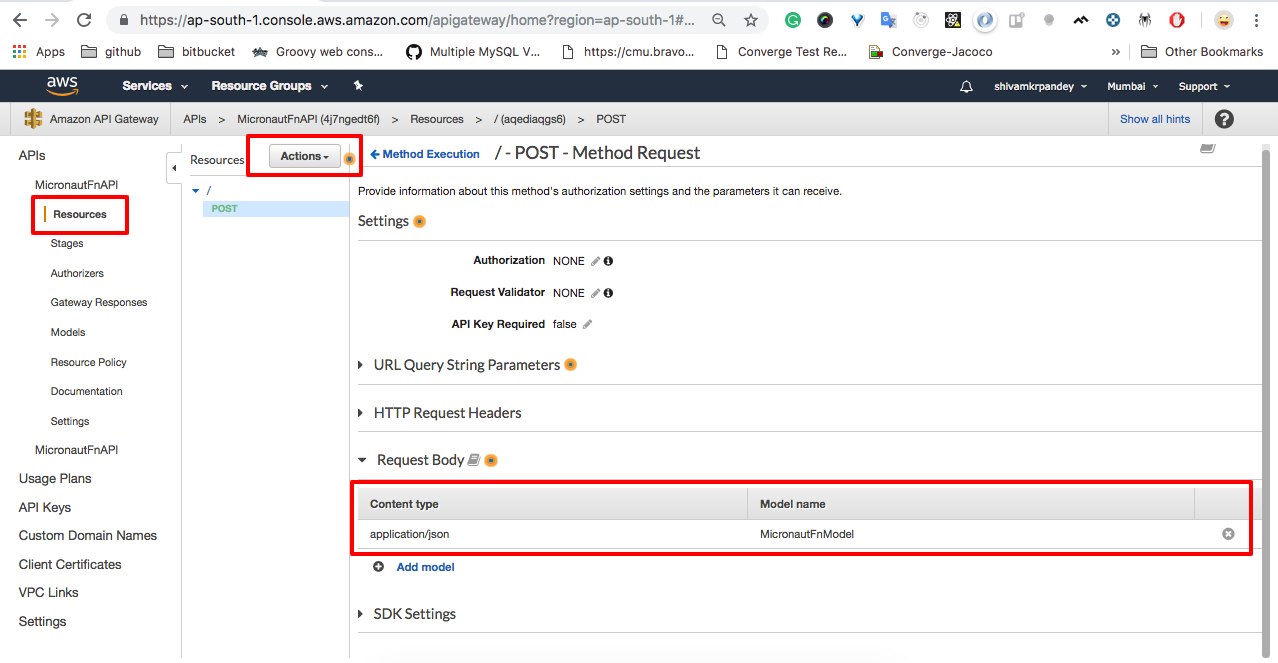 https://ap-south-1.console.aws.amazon.com/apigateway/home?region=ap-south-1#...
Apps github bitbucket Groovy web cons... Multiple MySQL V... https://cmu.bravo... Converge Test Re... Converge-Jacoco » Other Bookmarks
aws Services Resource Groups shivamkrpandey Mumbai Support
Amazon API Gateway APIs > MicronautFnAPI (4j7ngedt6f) > Resources > / (aqediaqgs6) > POST Show all hints ?
APIs
MicronautFnAPI
Resources
Stages
Authorizers
Gateway Responses
Models
Resource Policy
Documentation
Settings
MicronautFnAPI
Usage Plans
API Keys
Custom Domain Names
Client Certificates
VPC Links
Settings
Resources Actions
/
POST
Method Execution / - POST - Method Request
Provide information about this method's authorization settings and the parameters it can receive.
Settings
Authorization NONE
Request Validator NONE
API Key Required false
URL Query String Parameters
HTTP Request Headers
Request Body
Content type Model name
application/json MicronautFnModel
Add model
SDK Settings